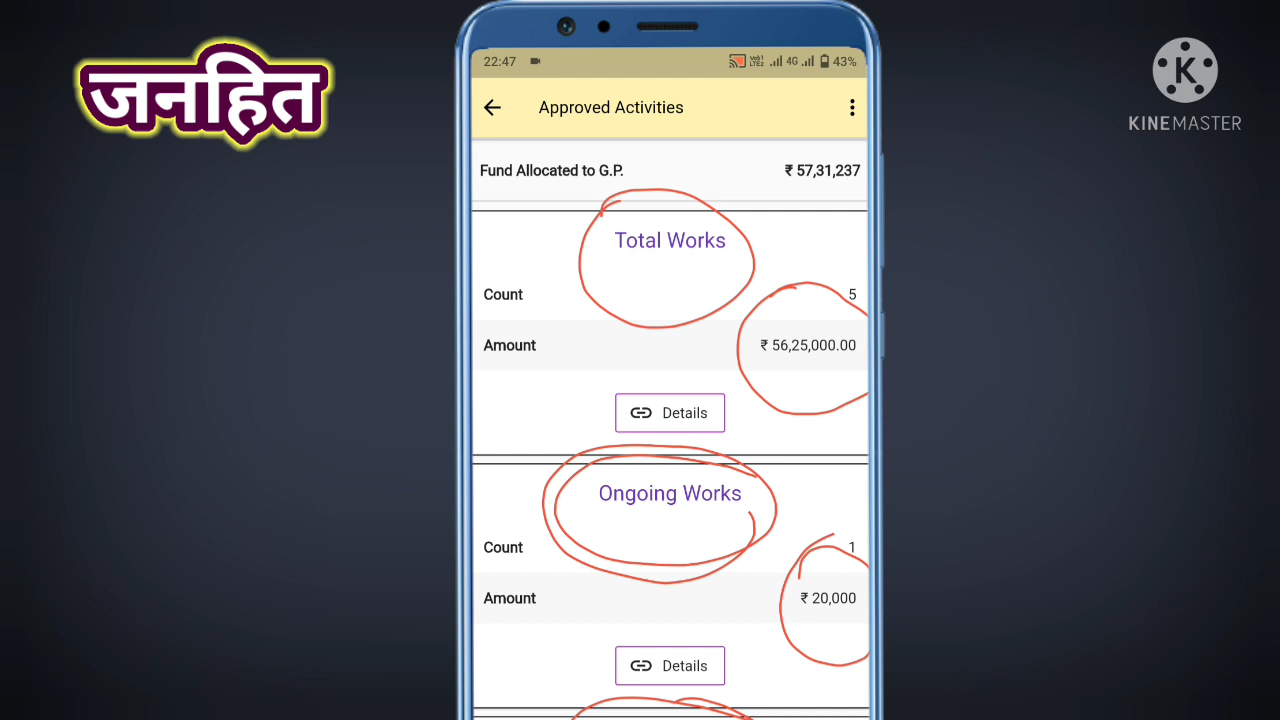 जनहित
KINEMASTER
22:47 4G 43%
Approved Activities
Fund Allocated to G.P. ₹ 57,31,237
Total Works
Count 5
Amount ₹ 56,25,000.00
Details
Ongoing Works
Count 1
Amount ₹ 20,000
Details